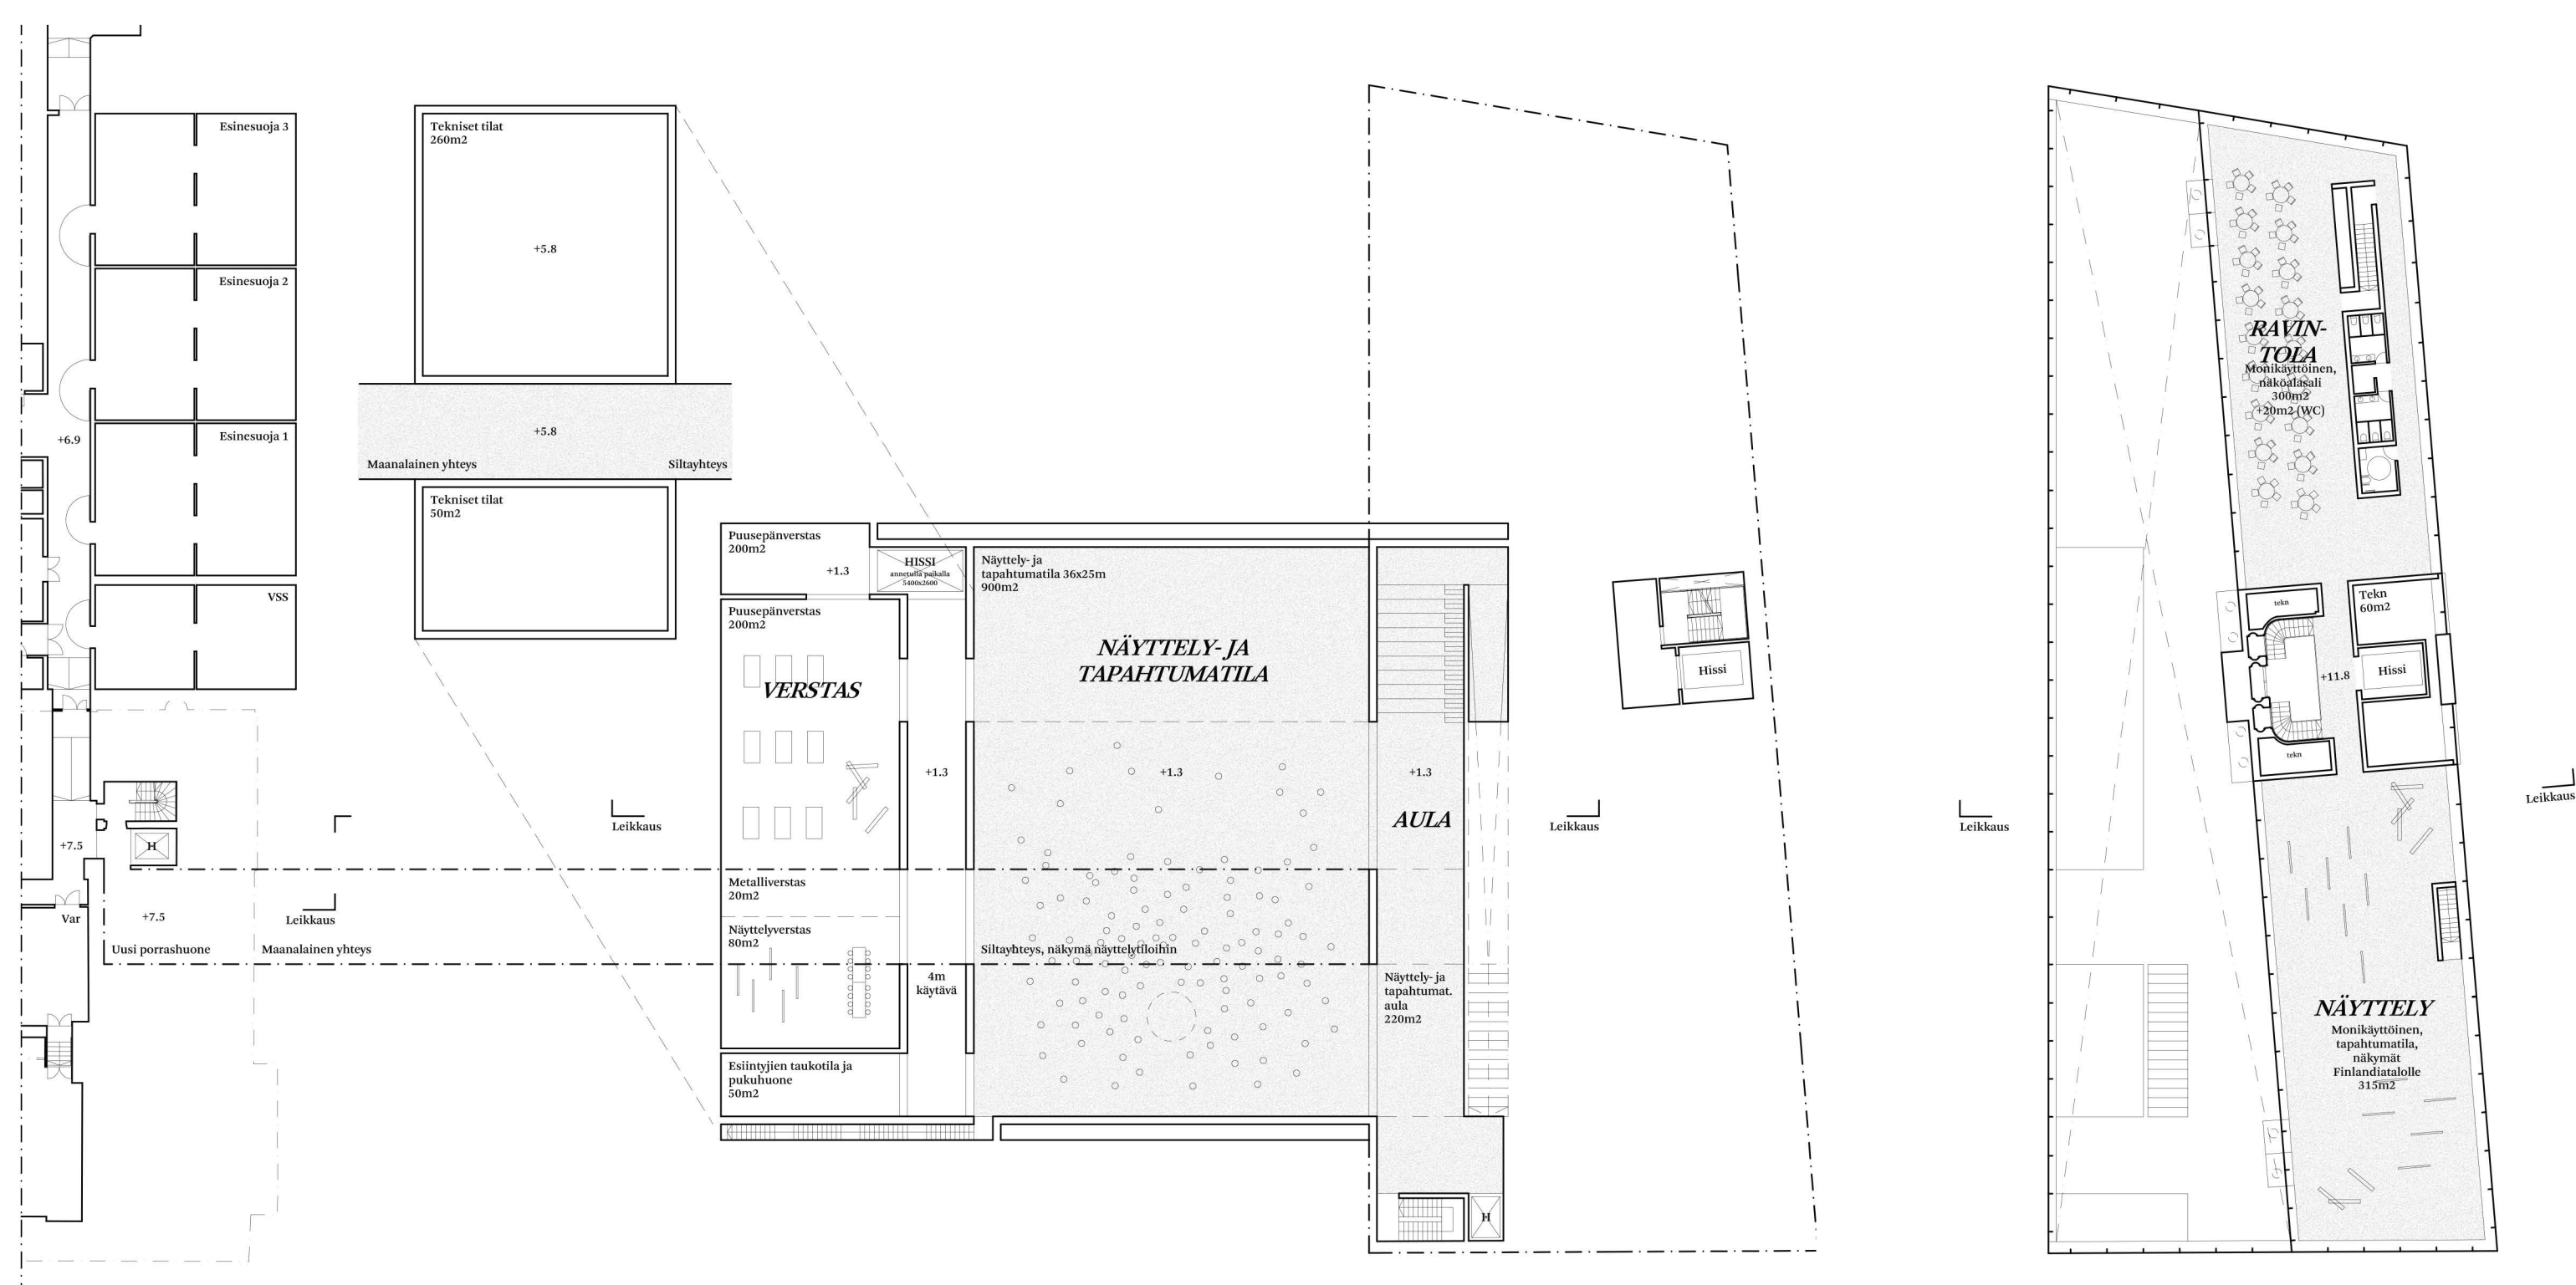 Esinesuoja 3
Esinesuoja 2
+6.9
Esinesuoja 1
VSS
H
+7.5
Var
+7.5
Uusi porrashuone
Maanalainen yhteys
Leikkaus
Tekniset tilat
260m2
+5.8
+5.8
Maanalainen yhteys
Siltayhteys
Tekniset tilat
50m2
Leikkaus
Puusepänverstas
200m2
+1.3
HISSI
annetulla paikalla
5400x2600
Puusepänverstas
200m2
VERSTAS
+1.3
Metalliverstas
20m2
Näyttelyverstas
80m2
4m
käytävä
Esiintyjien taukotila ja
pukuhuone
50m2
Näyttely- ja
tapahtumatila 36x25m
900m2
NÄYTTELY- JA
TAPAHTUMATILA
+1.3
Siltayhteys, näkymä näyttelytiloihin
+1.3
AULA
Näyttely- ja
tapahtumat.
aula
220m2
H
Leikkaus
Hissi
Leikkaus
RAVIN-
TOLA
Monikäyttöinen,
näköalasali
300m2
+20m2 (WC)
tekn
Tekn
60m2
+11.8
Hissi
tekn
Leikkaus
NÄYTTELY
Monikäyttöinen,
tapahtumatila,
näkymät
Finlandiatalolle
315m2